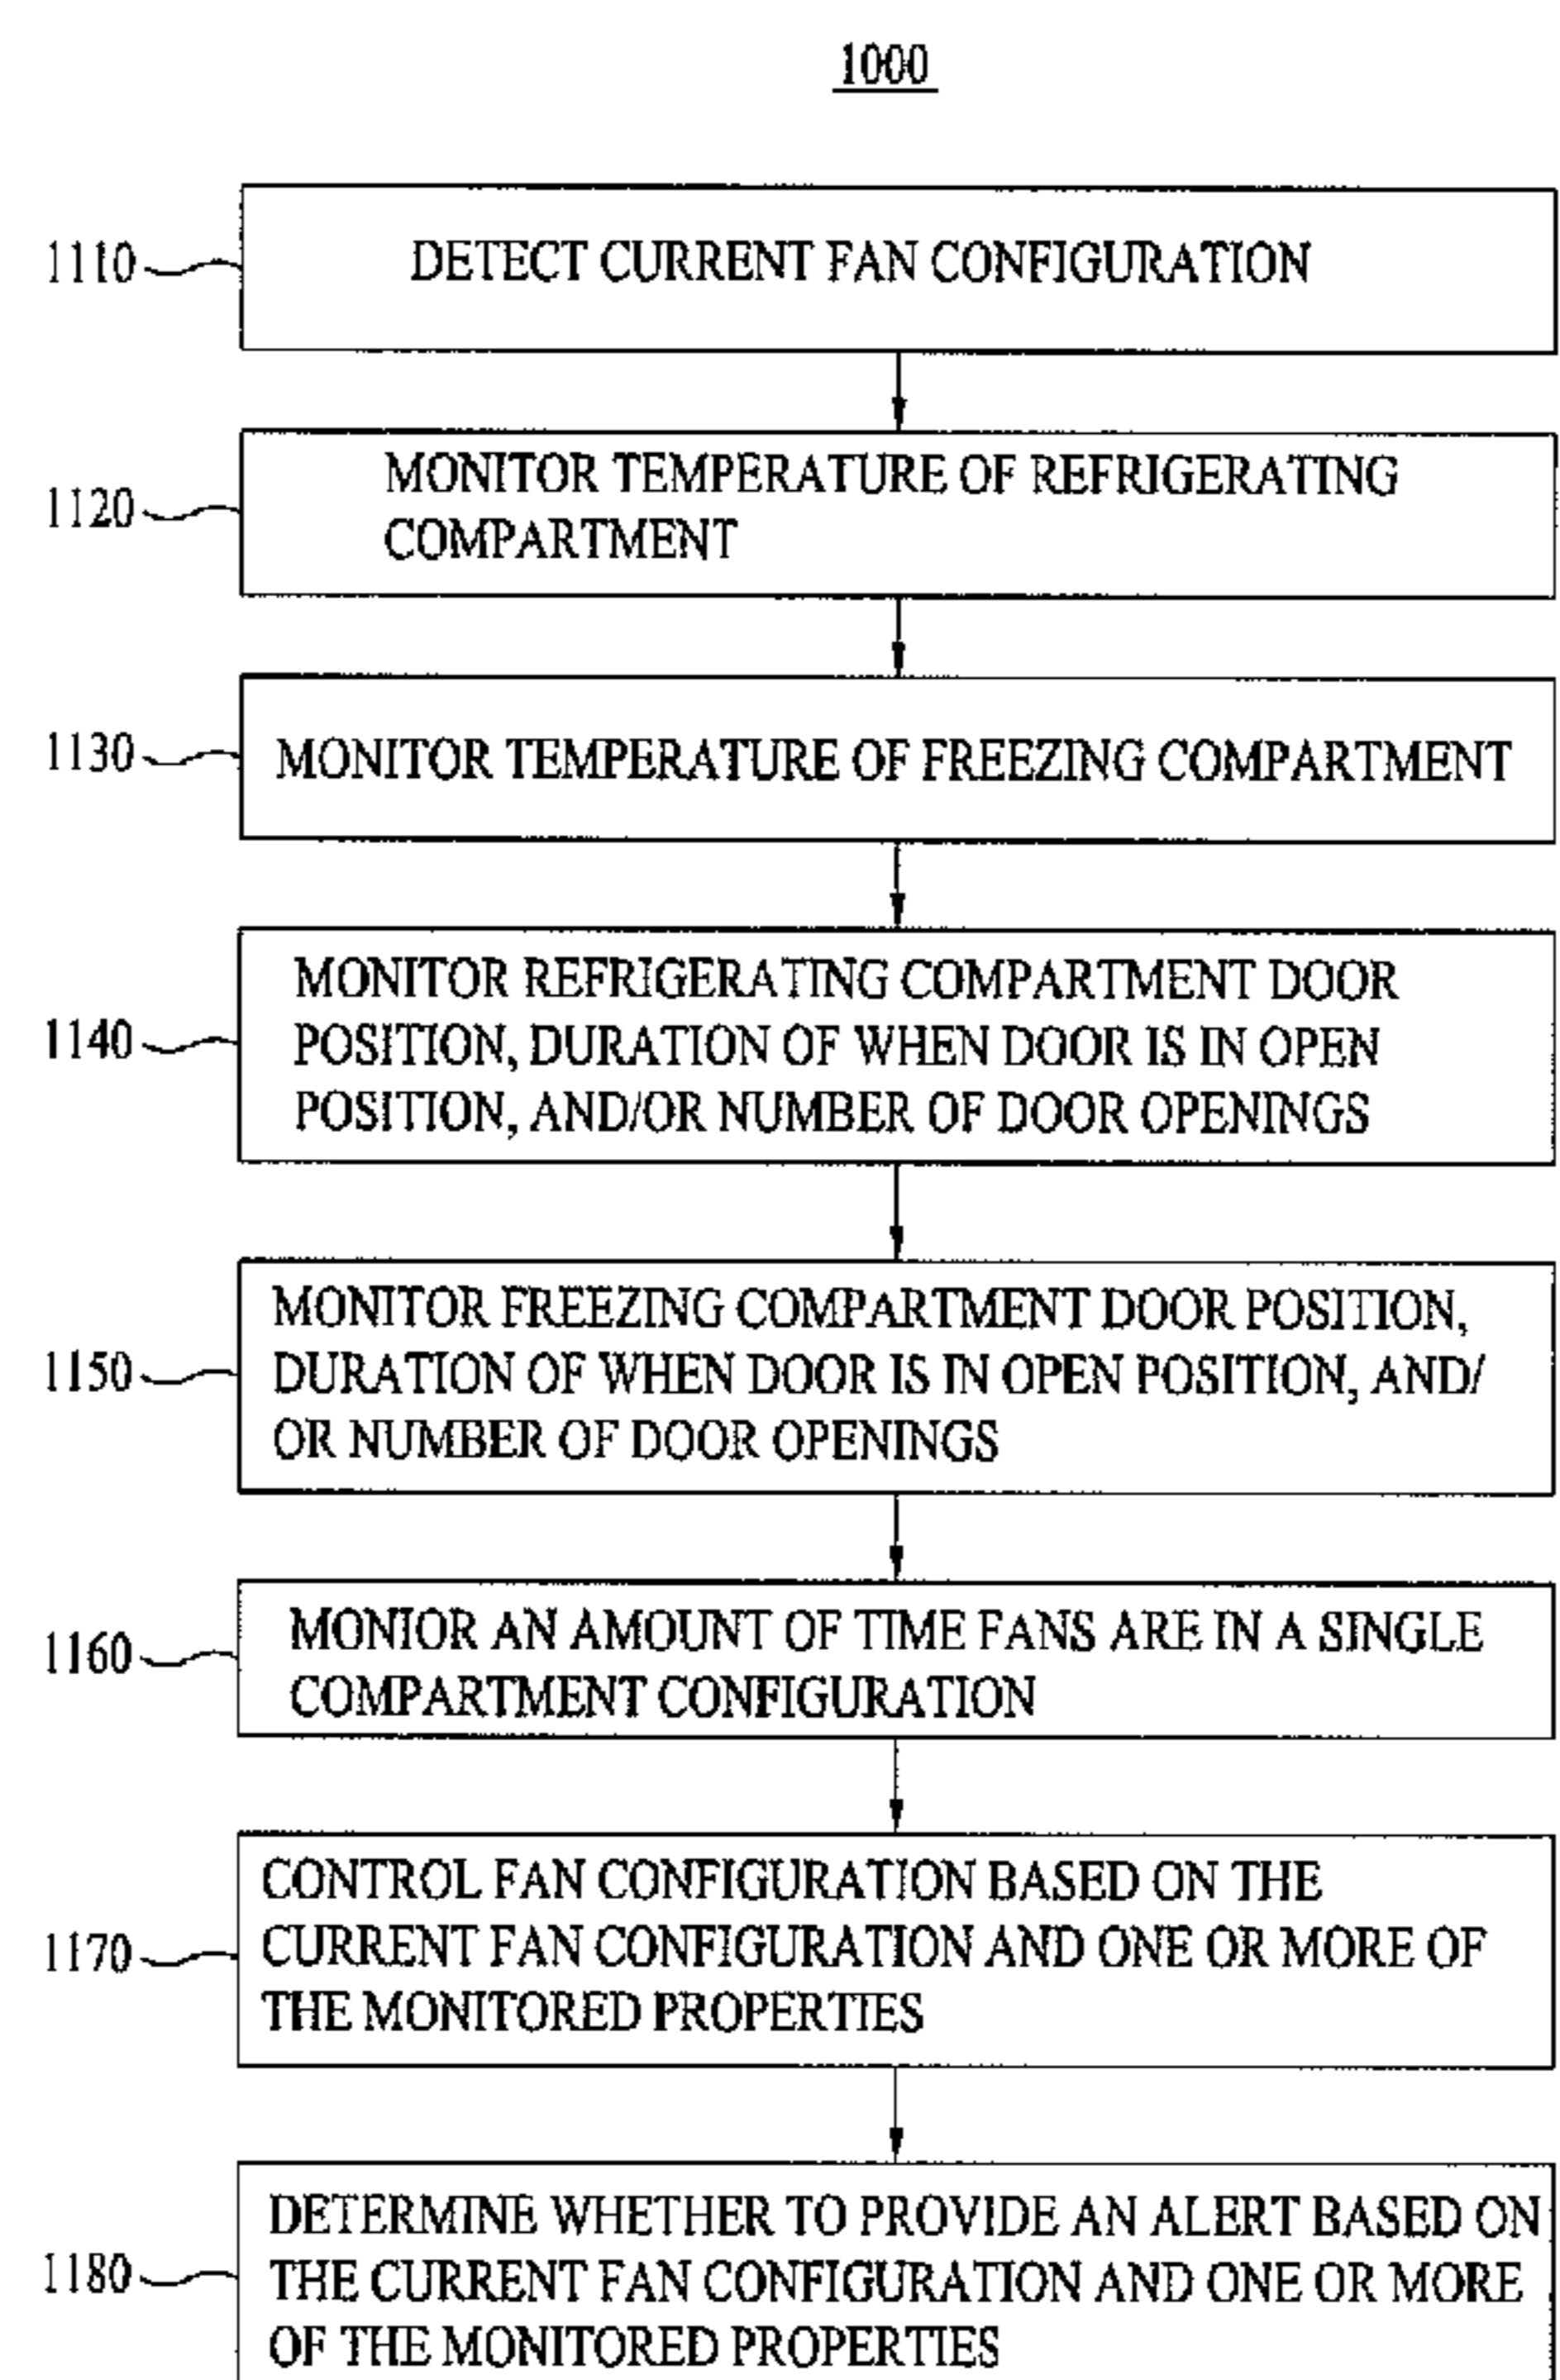 1000
1110
DETECT CURRENT FAN CONFIGURATION
1120
MONITOR TEMPERATURE OF REFRIGERATING
COMPARTMENT
1130
MONITOR TEMPERATURE OF FREEZING COMPARTMENT
1140
MONITOR REFRIGERATING COMPARTMENT DOOR
POSITION, DURATION OF WHEN DOOR IS IN OPEN
POSITION, AND/OR NUMBER OF DOOR OPENINGS
1150
MONITOR FREEZING COMPARTMENT DOOR POSITION,
DURATION OF WHEN DOOR IS IN OPEN POSITION, AND/
OR NUMBER OF DOOR OPENINGS
1160
MONIOR AN AMOUNT OF TIME FANS ARE IN A SINGLE
COMPARTMENT CONFIGURATION
1170
CONTROL FAN CONFIGURATION BASED ON THE
CURRENT FAN CONFIGURATION AND ONE OR MORE OF
THE MONITORED PROPERTIES
1180
DETERMINE WHETHER TO PROVIDE AN ALERT BASED ON
THE CURRENT FAN CONFIGURATION AND ONE OR MORE
OF THE MONITORED PROPERTIES